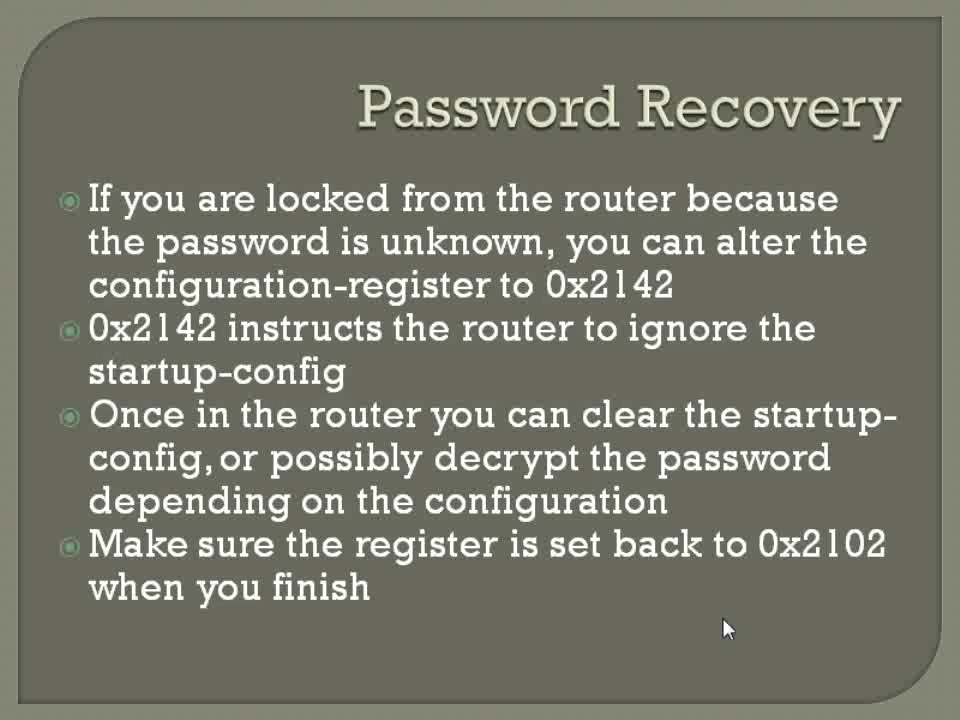 Password Recovery
If you are locked from the router because
the password is unknown, you can alter the
configuration-register to 0x2142
0x2142 instructs the router to ignore the
startup-config
Once in the router you can clear the startup-
config, or possibly decrypt the password
depending on the configuration
Make sure the register is set back to 0x2102
when you finish